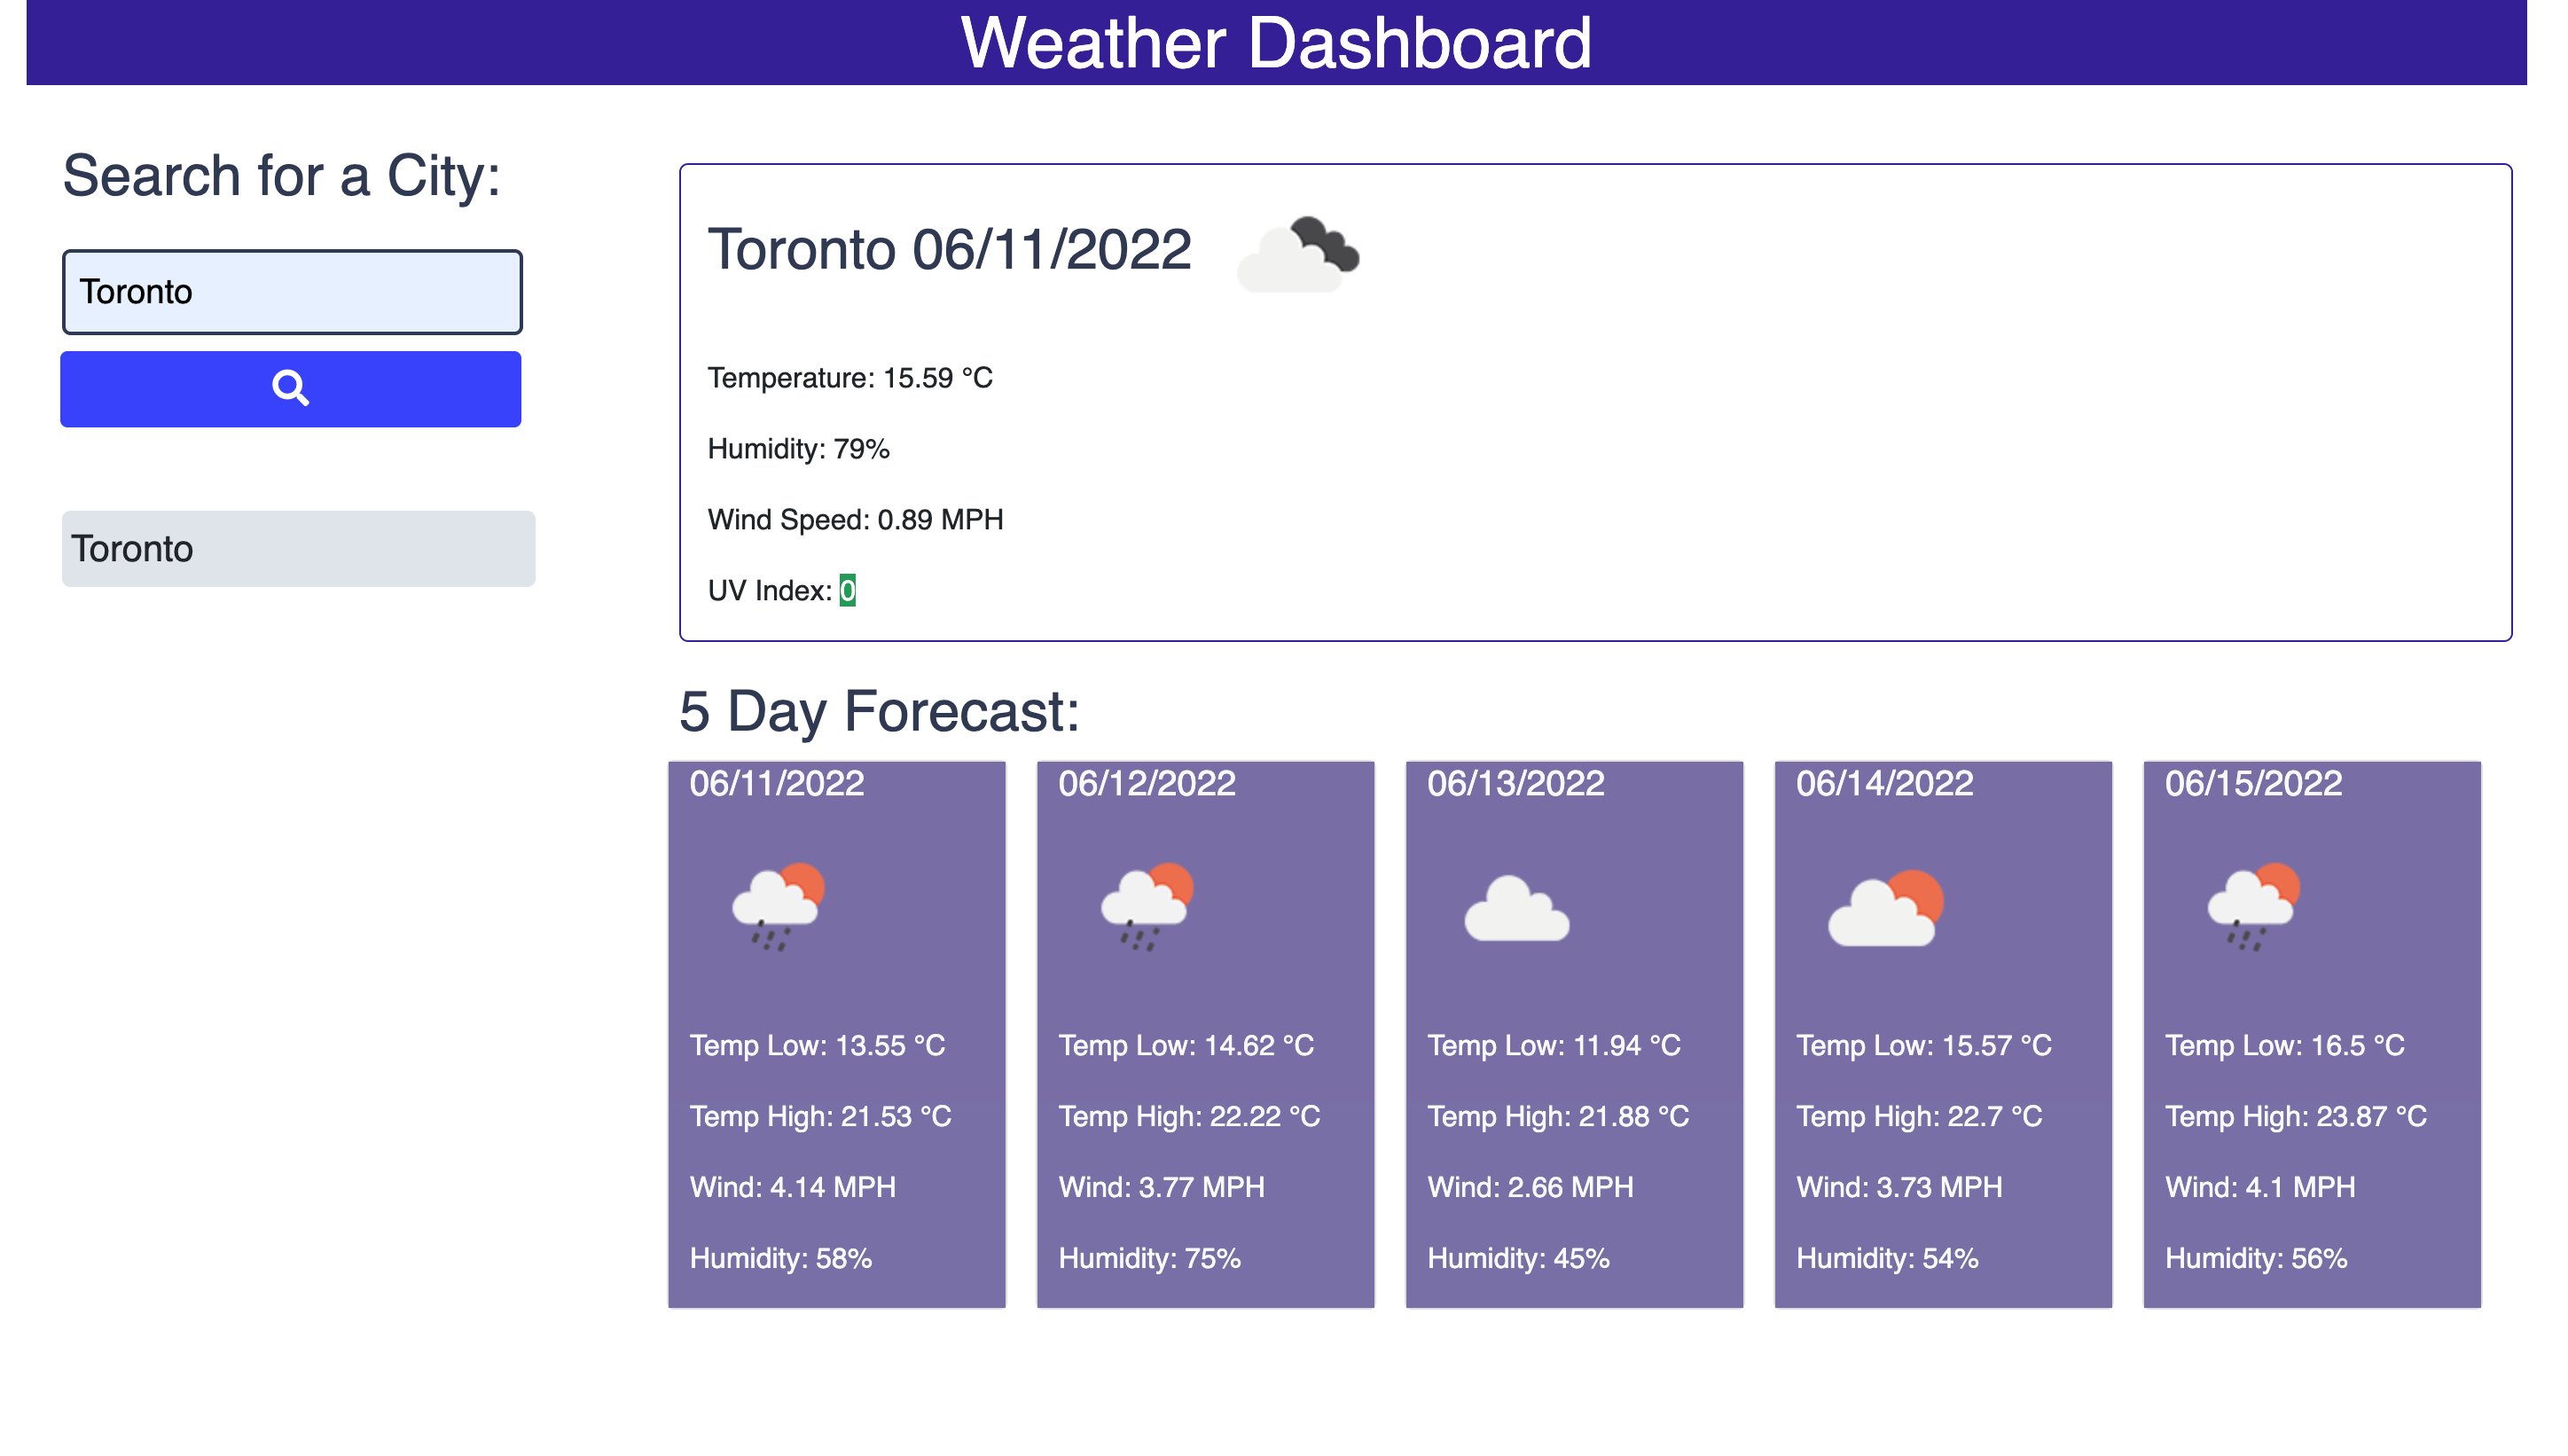 Weather Dashboard
Search for a City:
Toronto
Toronto
Toronto 06/11/2022
Temperature: 15.59 °C
Humidity: 79%
Wind Speed: 0.89 MPH
UV Index: 0
5 Day Forecast:
06/11/2022
Temp Low: 13.55 °C
Temp High: 21.53 °C
Wind: 4.14 MPH
Humidity: 58%
06/12/2022
Temp Low: 14.62 °C
Temp High: 22.22 °C
Wind: 3.77 MPH
Humidity: 75%
06/13/2022
Temp Low: 11.94 °C
Temp High: 21.88 °C
Wind: 2.66 MPH
Humidity: 45%
06/14/2022
Temp Low: 15.57 °C
Temp High: 22.7 °C
Wind: 3.73 MPH
Humidity: 54%
06/15/2022
Temp Low: 16.5 °C
Temp High: 23.87 °C
Wind: 4.1 MPH
Humidity: 56%